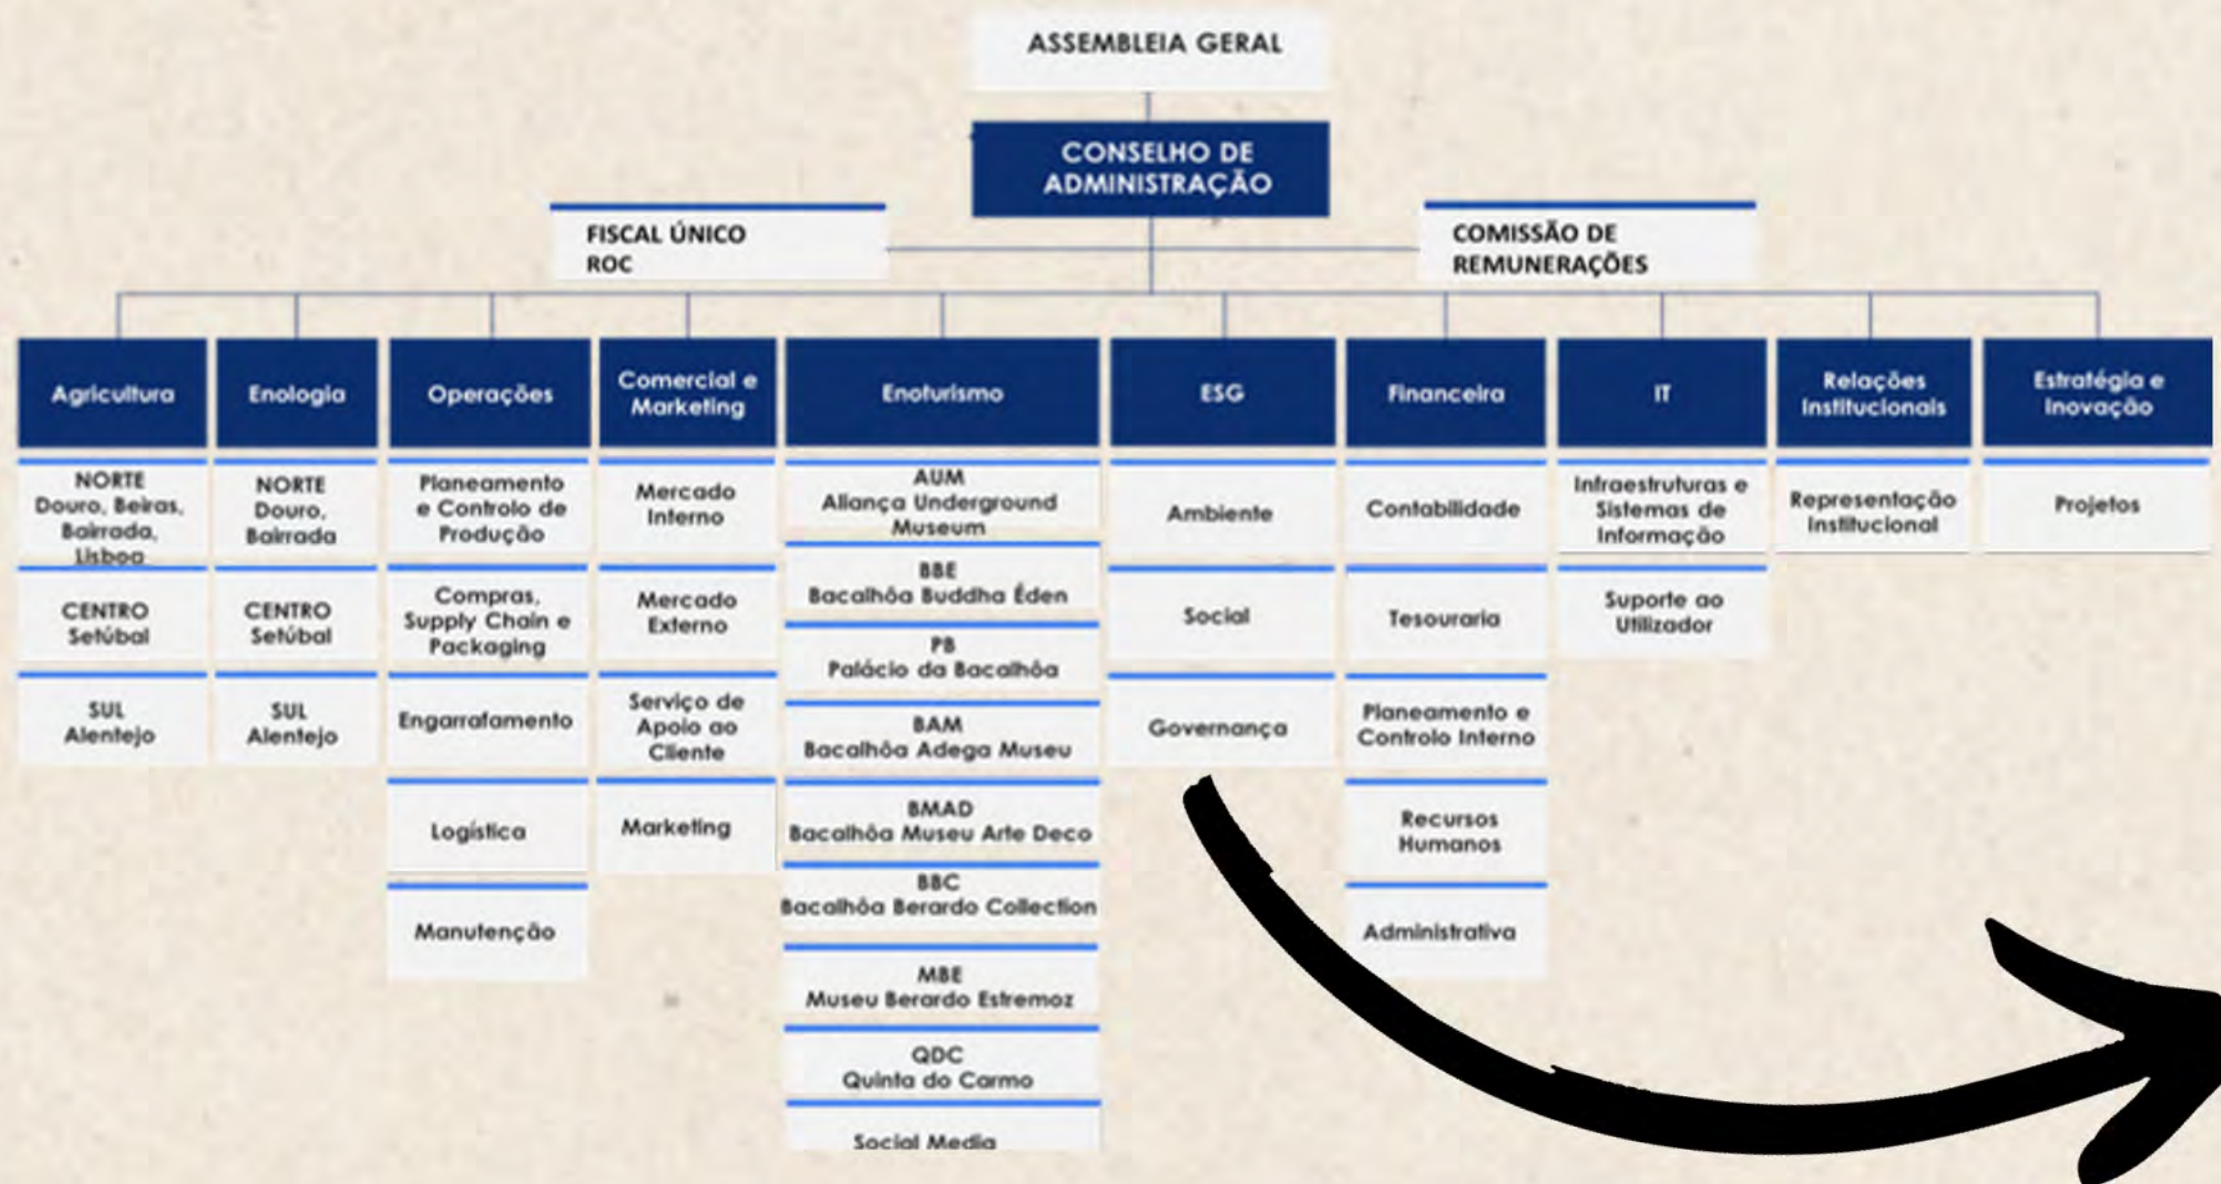 ASSEMBLEIA GERAL
CONSELHO DE
ADMINISTRAÇÃO
FISCAL ÚNICO
ROC
COMISSÃO DE
REMUNERAÇÕES
Agricultura
NORTE
Douro, Beiras,
Bairrada,
Lisboa
CENTRO
Setúbal
SUL
Alentejo
Enologia
NORTE
Douro,
Bairrada
CENTRO
Setúbal
SUL
Alentejo
Operações
Planeamento
e Controlo de
Produção
Compras,
Supply Chain e
Packaging
Engarrafamento
Logística
Manutenção
Comercial e
Marketing
Mercado
Interno
Mercado
Externo
Serviço de
Apoio ao
Cliente
Marketing
Enoturismo
AUM
Aliança Underground
Museum
BBE
Bacalhôa Buddha Éden
PB
Palácio da Bacalhôa
BAM
Bacalhôa Adega Museu
BMAD
Bacalhôa Museu Arte Deco
BBC
Bacalhôa Berardo Collection
MBE
Museu Berardo Estremoz
QDC
Quinta do Carmo
Social Media
ESG
Ambiente
Social
Governança
Financeira
Contabilidade
Tesouraria
Planeamento e
Controlo Interno
Recursos
Humanos
Administrativa
IT
Infraestruturas e
Sistemas de
Informação
Suporte ao
Utilizador
Relações
Institucionais
Representação
Institucional
Estratégia e
Inovação
Projetos